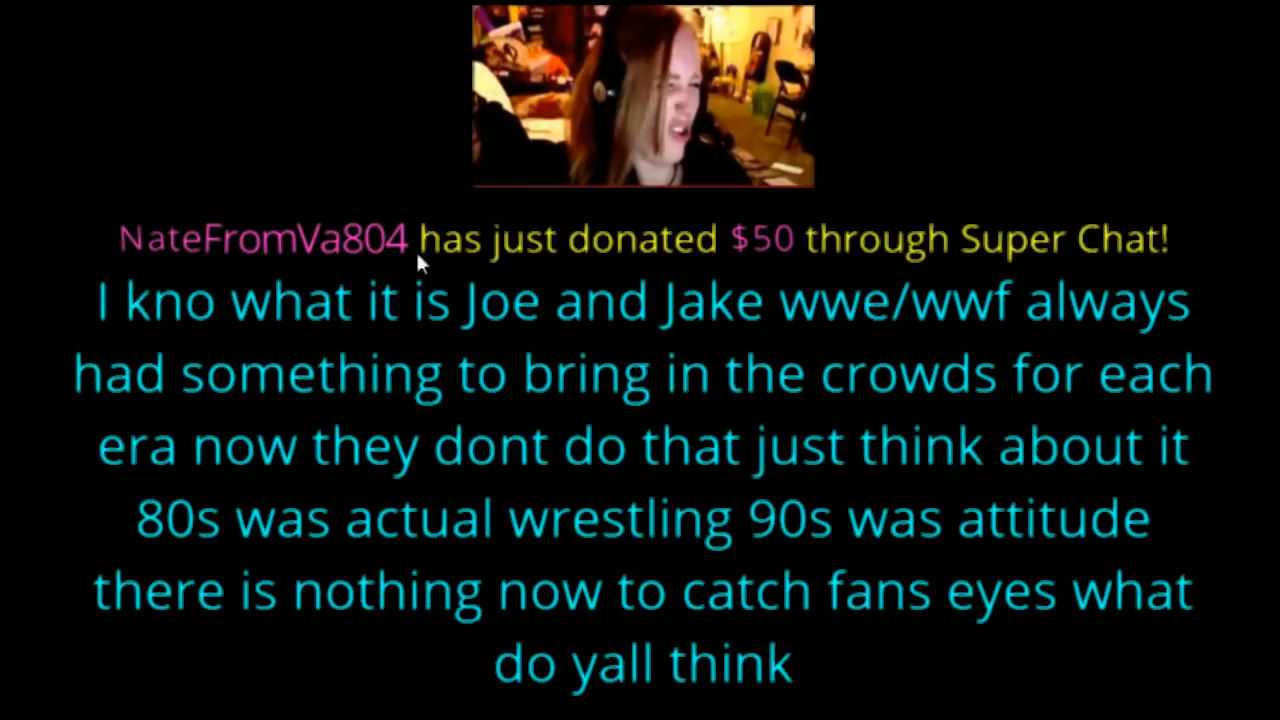 NateFromVa804 has just donated $50 through Super Chat!
I kno what it is Joe and Jake wwe/wwf always
had something to bring in the crowds for each
era now they dont do that just think about it
80s was actual wrestling 90s was attitude
there is nothing now to catch fans eyes what
do yall think